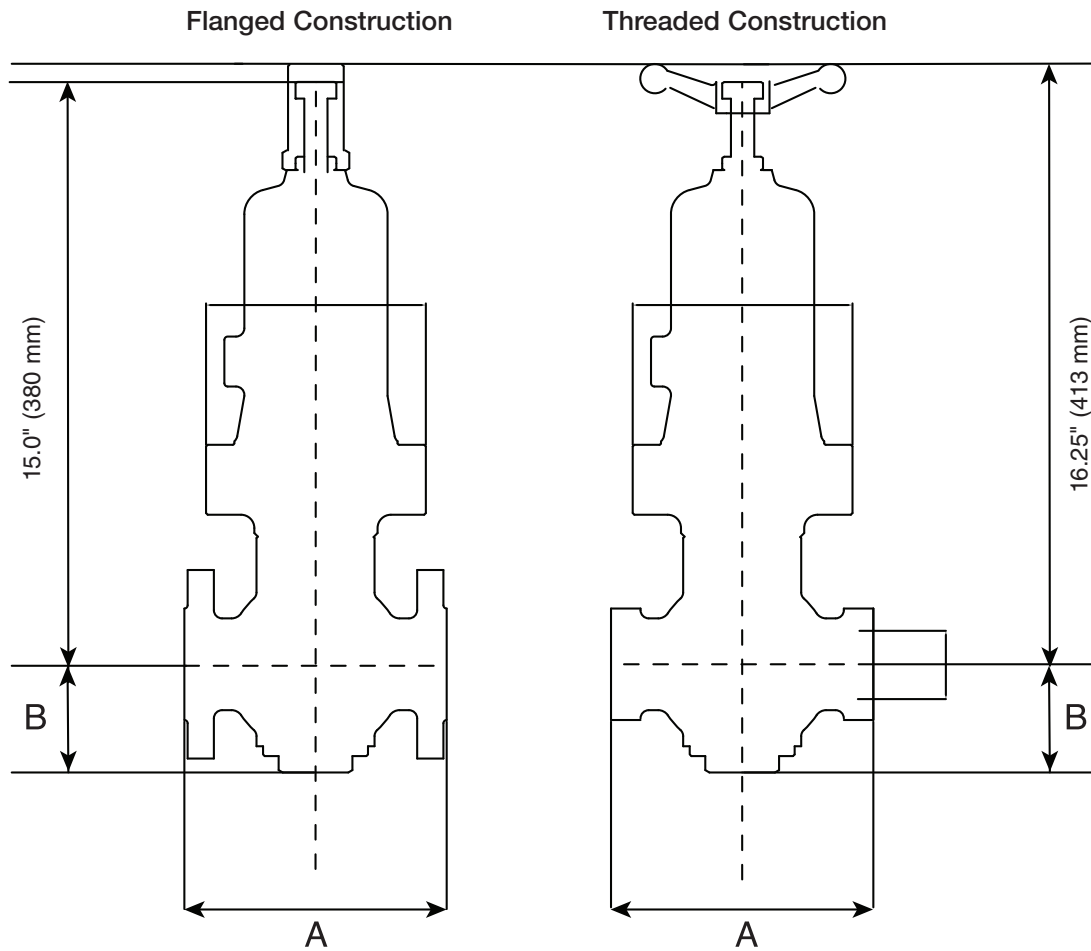 Flanged Construction
Threaded Construction
15.0" (380 mm)
16.25" (413 mm)
B
B
A
A